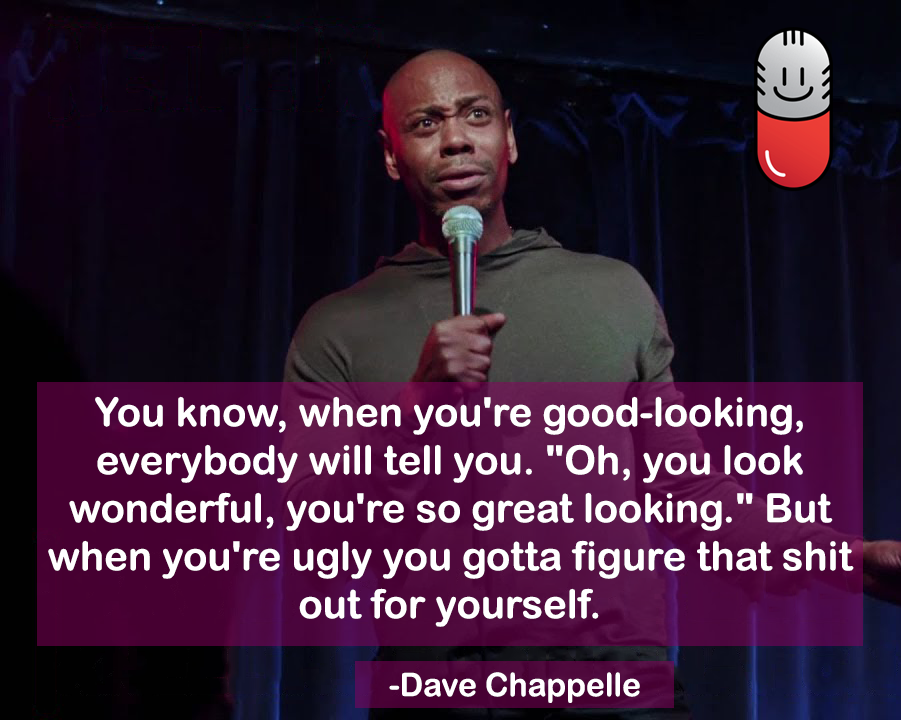 You know, when you're good-looking,
everybody will tell you. "Oh, you look
wonderful, you're so great looking." But
when you're ugly you gotta figure that shit
out for yourself.
-Dave Chappelle